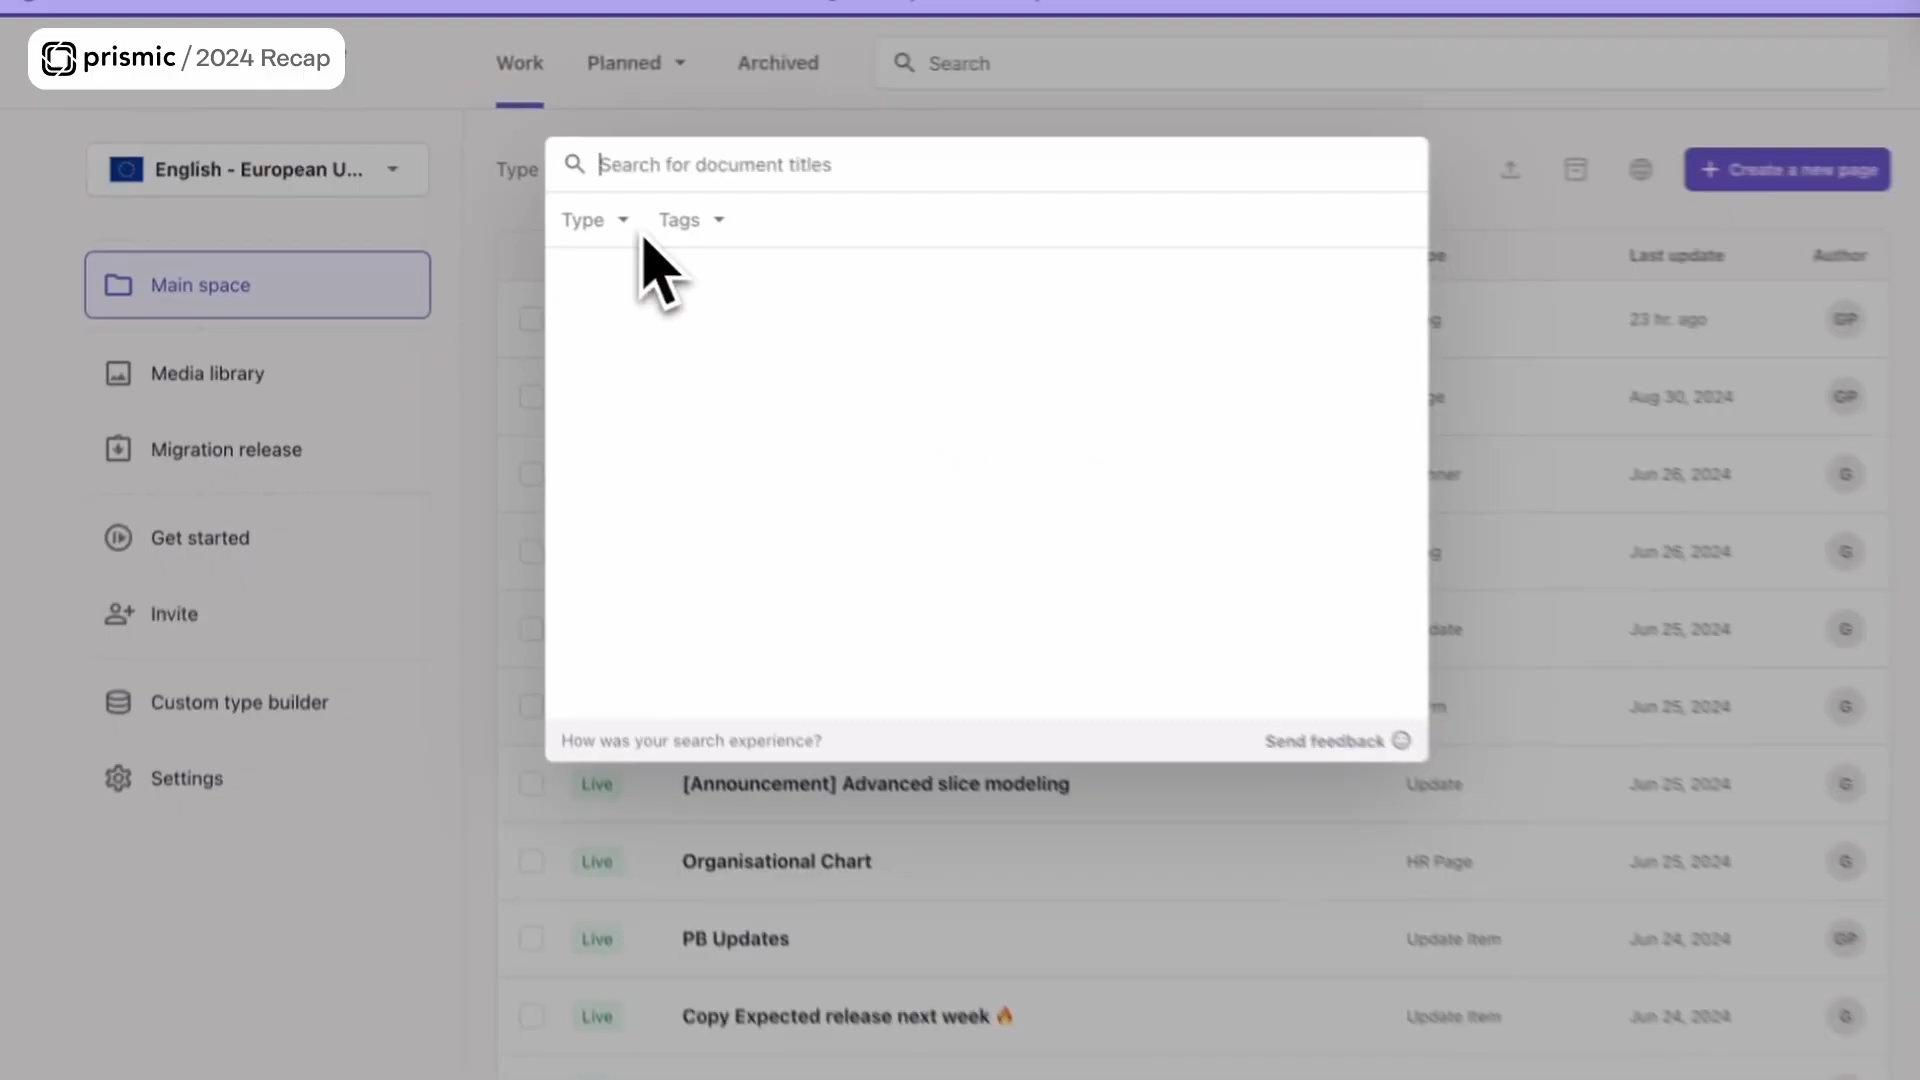 prismic / 2024 Recap
Work
Planned
Archived
Search
English - European U...
Type
Create a new page
Search for document titles
Type
Tags
Last update
Author
Main space
Media library
Migration release
Get started
Invite
Custom type builder
Settings
23 hr. ago
GP
Aug 30, 2024
GP
Jun 26, 2024
G
Jun 26, 2024
G
Jun 25, 2024
G
Jun 25, 2024
G
How was your search experience?
Send feedback
Live
[Announcement] Advanced slice modeling
Update
Jun 25, 2024
G
Live
Organisational Chart
HR Page
Jun 25, 2024
G
Live
PB Updates
Update Item
Jun 24, 2024
GP
Live
Copy Expected release next week 🔥
Update Item
Jun 24, 2024
G